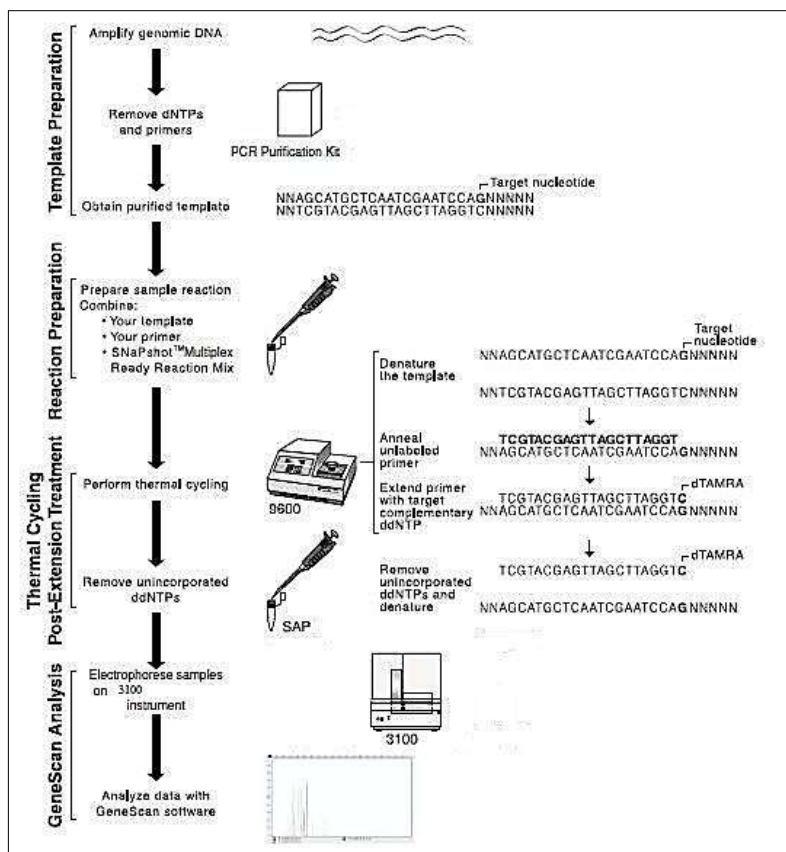 Template Preparation
Amplify genomic DNA
Remove dNTPs
and primers
PCR Purification Kit
Target nucleotide
Obtain purified templato
NNAGCATGCTCAATCGAATCCAGNNNNN
NNTCGTACGAGTTAGCTTAGGTCNNNNN
Reaction Preparation
Prepare sample reaction
Combine:
• Your template
• Your primer
• SNaPshot™Multiplex
Ready Reaction Mix
Thermal Cycling
Post-Extension Treatment
Perform thermal cycling
9600
Denature
the template
Target
nucleotide
NNAGCATGCTCAATCGAATCCAGNNNNN
NNTCGTACGAGTTAGCTTAGGTCNNNNN
Anneal
unlabeled
primer
TCGTACGAGTTAGCTTAGGT
NNAGCATGCTCAATCGAATCCAGNNNNN
Extend primer
with target
complementary
ddNTP
dTAMRA
TCGTACGAGTTAGCTTAGGTC
NNAGCATGCTCAATCGAATCCAGNNNNN
Remove unincorporated
ddNTPs
SAP
Remove
unincorporated
ddNTPs and
denature
dTAMRA
TCGTACGAGTTAGCTTAGGTC
NNAGCATGCTCAATCGAATCCAGNNNNN
GeneScan Analysis
Electrophorese samples
on 3100
instrument
3100
Analyze data with
GeneScan software